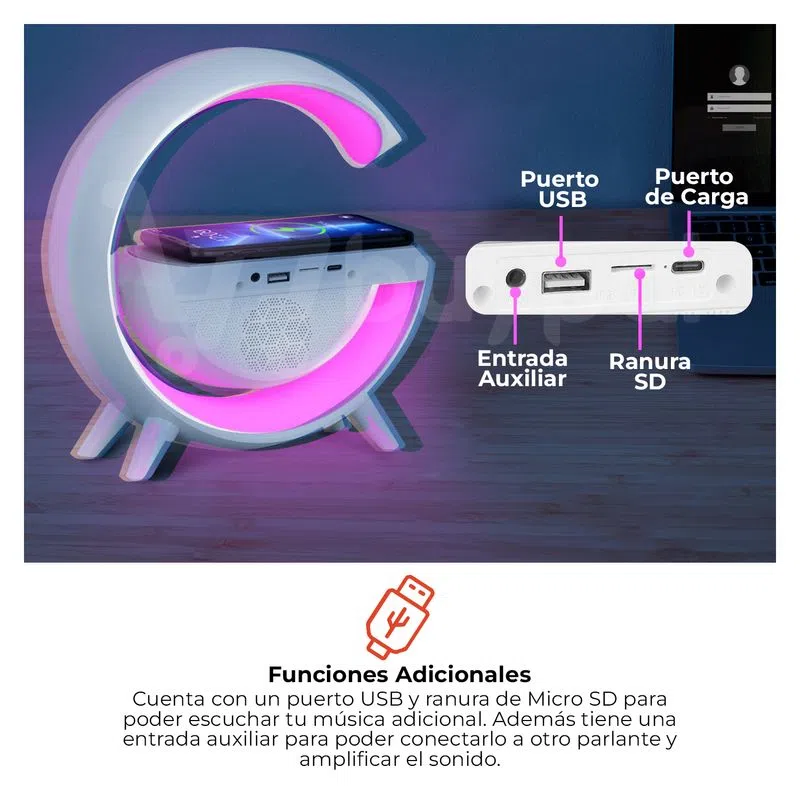 Puerto
USB
Puerto
de Carga
Entrada
Auxiliar
Ranura
SD
Funciones Adicionales
Cuenta con un puerto USB y ranura de Micro SD para
poder escuchar tu música adicional. Además tiene una
entrada auxiliar para poder conectarlo a otro parlante y
amplificar el sonido.